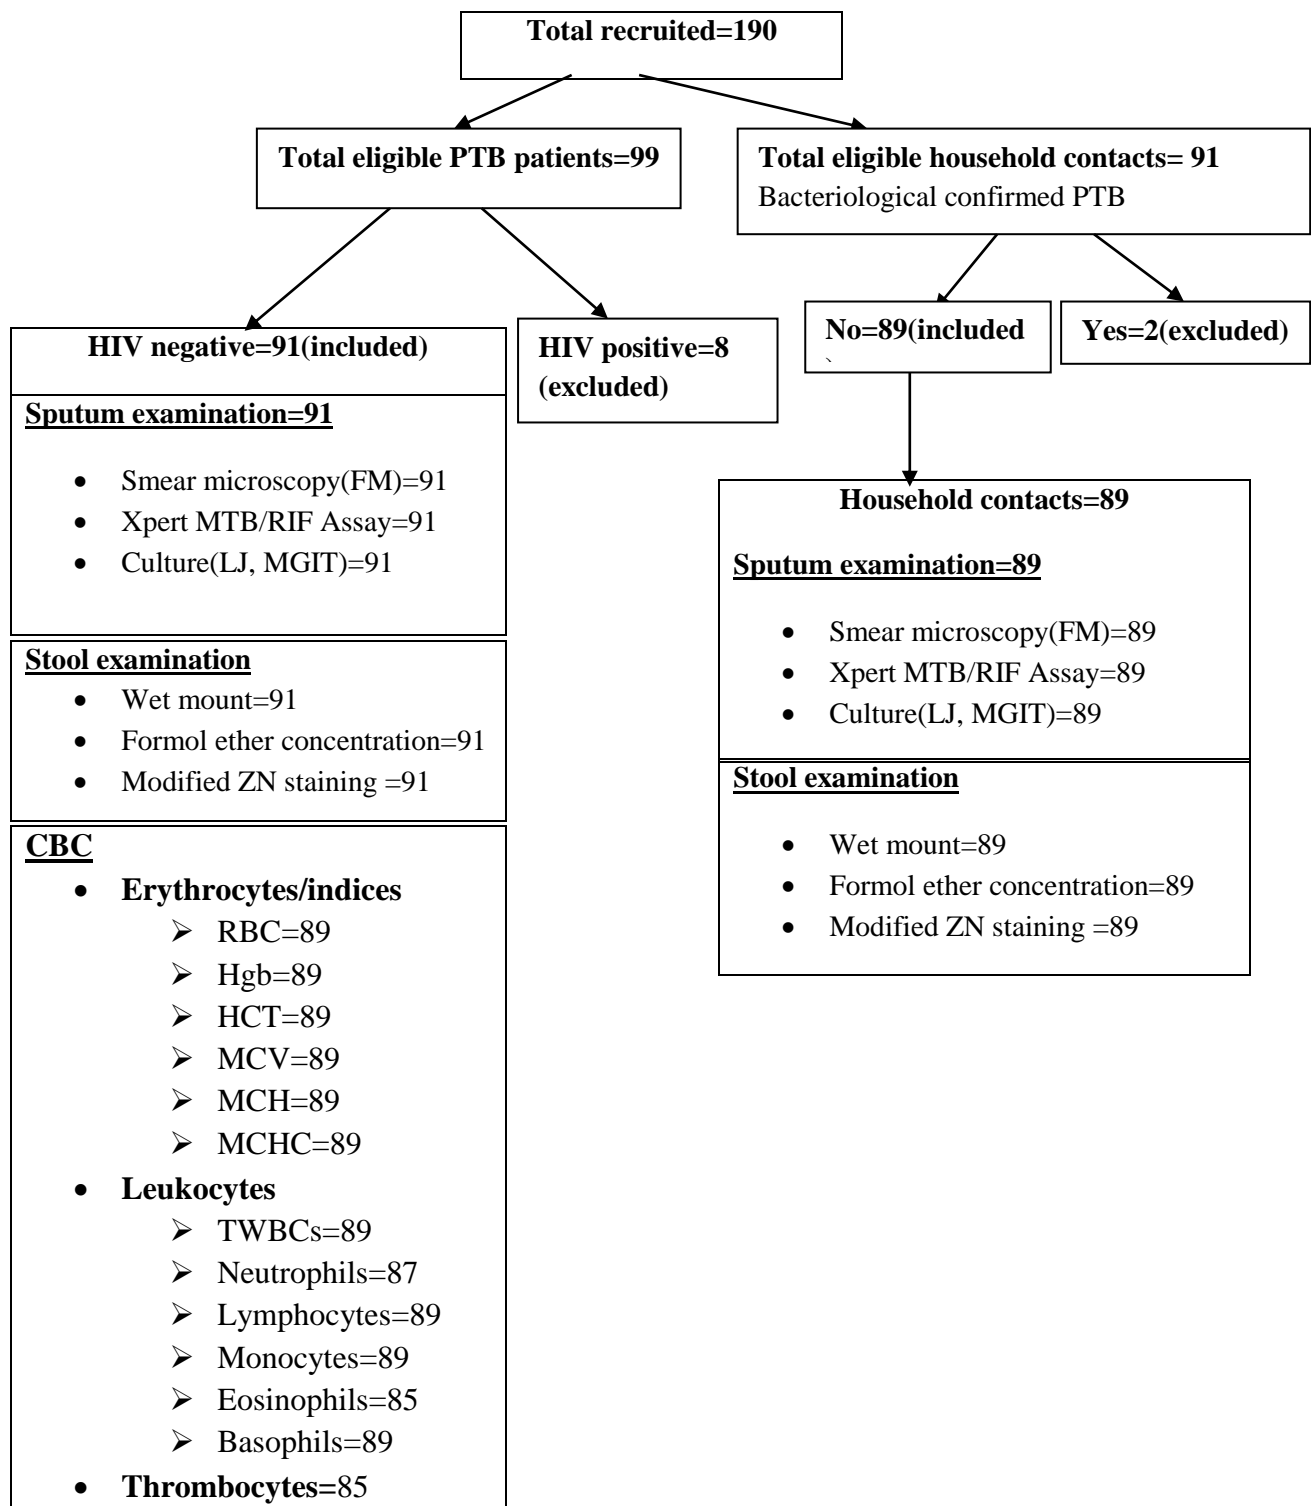 Total recruited=190
Total eligible PTB patients=99
Total eligible household contacts= 91
Bacteriological confirmed PTB
HIV negative=91(included)
HIV positive=8
(excluded)
No=89(included
Yes=2(excluded)
Sputum examination=91
• Smear microscopy(FM)=91
• Xpert MTB/RIF Assay=91
• Culture(LJ, MGIT)=91
Stool examination
• Wet mount=91
• Formol ether concentration=91
• Modified ZN staining =91
CBC
• Erythrocytes/indices
➢ RBC=89
➢ Hgb=89
➢ HCT=89
➢ MCV=89
➢ MCH=89
➢ MCHC=89
• Leukocytes
➢ TWBCs=89
➢ Neutrophils=87
➢ Lymphocytes=89
➢ Monocytes=89
➢ Eosinophils=85
➢ Basophils=89
• Thrombocytes=85
Household contacts=89
Sputum examination=89
• Smear microscopy(FM)=89
• Xpert MTB/RIF Assay=89
• Culture(LJ, MGIT)=89
Stool examination
• Wet mount=89
• Formol ether concentration=89
• Modified ZN staining =89